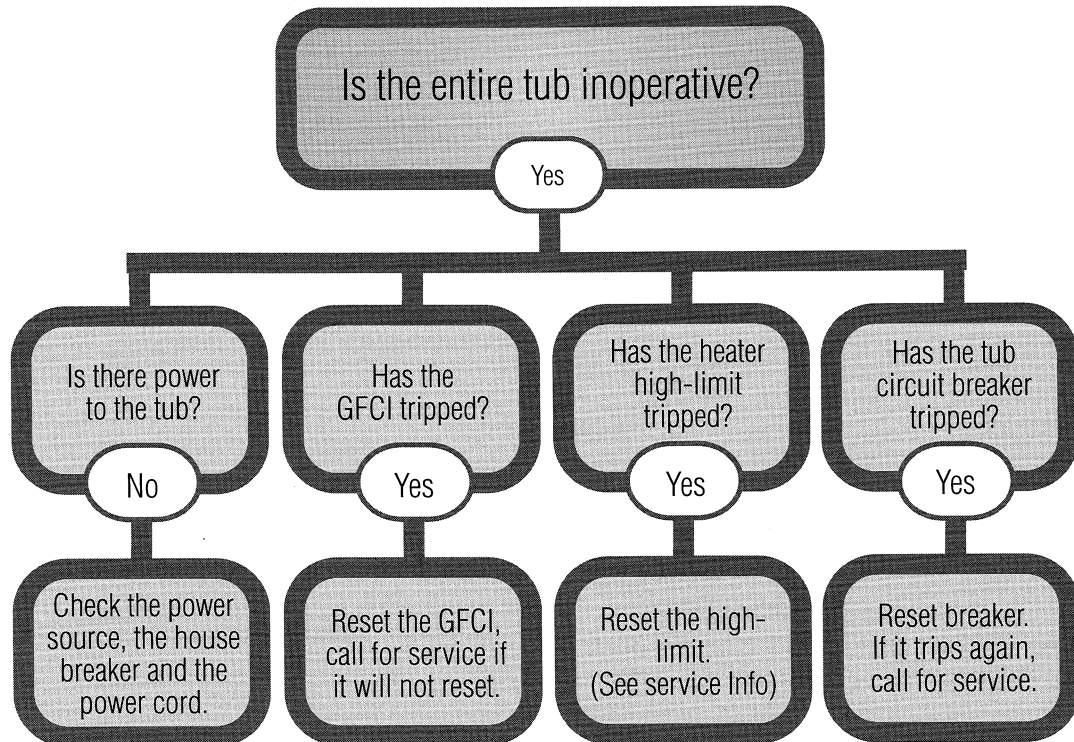 Is the entire tub inoperative?
Yes
Is there power
to the tub?
No
Check the power
source, the house
breaker and the
power cord.
Has the
GFCI tripped?
Yes
Reset the GFCI,
call for service if
it will not reset.
Has the heater
high-limit
tripped?
Yes
Reset the high-
limit.
(See service Info)
Has the tub
circuit breaker
tripped?
Yes
Reset breaker.
If it trips again,
call for service.